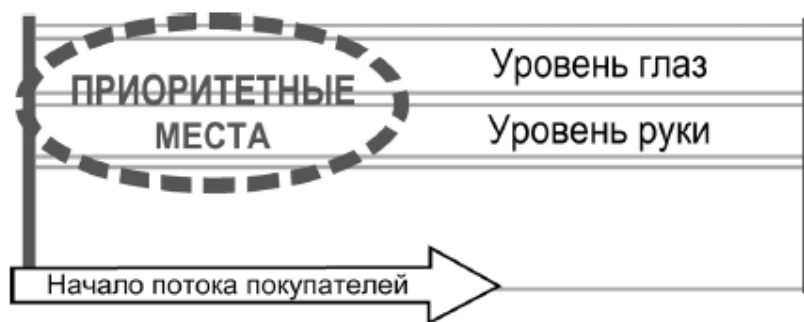 Уровень глаз
ПРИОРИТЕТНЫЕ
МЕСТА
Уровень руки
Начало потока покупателей